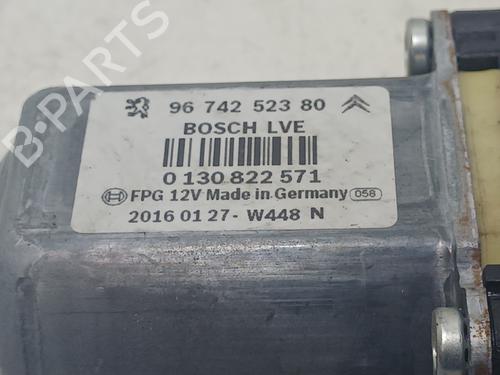 96 742 523 80
BOSCH LVE
0 130 822 571
FPG 12V Made in Germany 058
2016 01 27- W448 N
B-PARTS